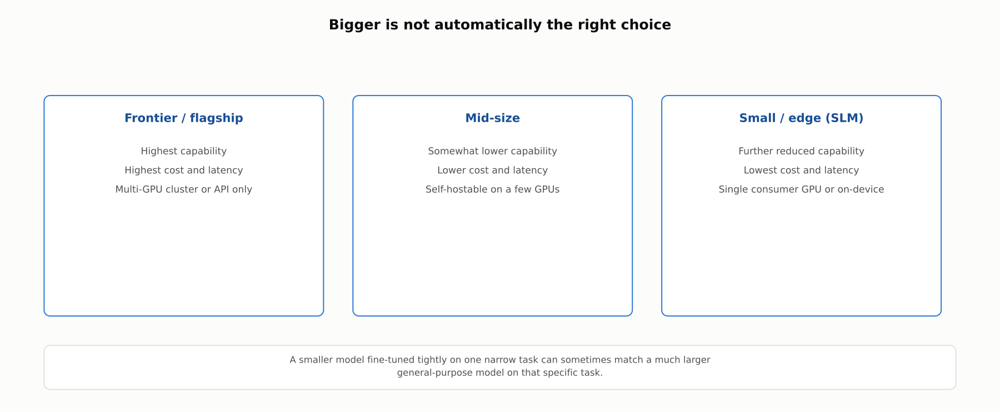 Bigger is not automatically the right choice
Frontier / flagship
Highest capability
Highest cost and latency
Multi-GPU cluster or API only
Mid-size
Somewhat lower capability
Lower cost and latency
Self-hostable on a few GPUs
Small / edge (SLM)
Further reduced capability
Lowest cost and latency
Single consumer GPU or on-device
A smaller model fine-tuned tightly on one narrow task can sometimes match a much larger
general-purpose model on that specific task.